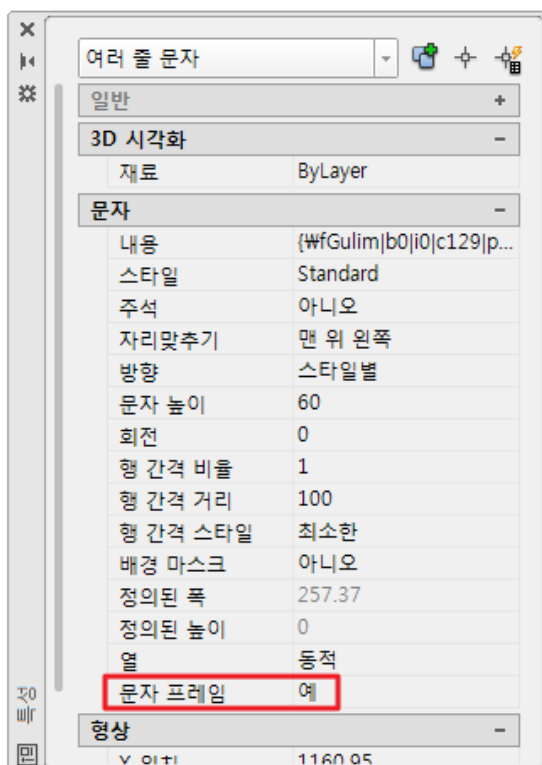 여러 줄 문자
일반 +
3D 시각화 −
재료 ByLayer
문자 −
내용 {₩fGulim|b0|i0|c129|p...
스타일 Standard
주석 아니오
자리맞추기 맨 위 왼쪽
방향 스타일별
문자 높이 60
회전 0
행 간격 비율 1
행 간격 거리 100
행 간격 스타일 최소한
배경 마스크 아니오
정의된 폭 257.37
정의된 높이 0
열 동적
문자 프레임 예
형상 −
1160.95